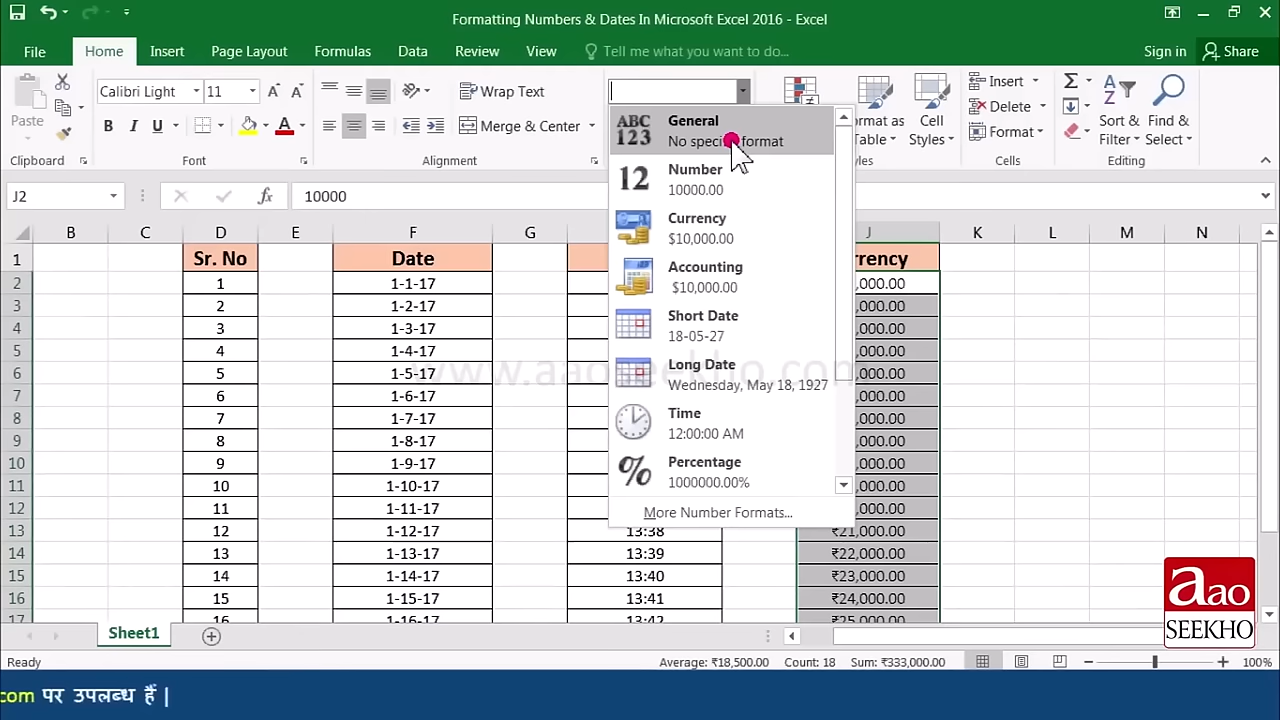 Formatting Numbers & Dates In Microsoft Excel 2016 - Excel
File Home Insert Page Layout Formulas Data Review View Tell me what you want to do... Sign in Share
Paste Calibri Light 11 Wrap Text Insert
B I U Merge & Center Delete
Format as Cell Styles Format Sort & Find &
Filter Select
Alignment Cells Editing
J2 10000
General
No special format
Number
10000.00
Currency
$10,000.00
Accounting
$10,000.00
Short Date
18-05-27
Long Date
Wednesday, May 18, 1927
Time
12:00:00 AM
Percentage
1000000.00%
More Number Formats...
B C D E F G J K L M N
1 Sr. No Date rrency
2 1 1-1-17 ,000.00
3 2 1-2-17 ,000.00
4 3 1-3-17 ,000.00
5 4 1-4-17 ,000.00
6 5 1-5-17 ,000.00
7 6 1-6-17 ,000.00
8 7 1-7-17 ,000.00
9 8 1-8-17 ,000.00
10 9 1-9-17 ,000.00
11 10 1-10-17 ,000.00
12 11 1-11-17 ,000.00
13 12 1-12-17 13:38 ₹21,000.00
14 13 1-13-17 13:39 ₹22,000.00
15 14 1-14-17 13:40 ₹23,000.00
16 15 1-15-17 13:41 ₹24,000.00
17 16 1-16-17 13:42 ₹25,000.00
www.aaoseekho.com
aao
SEEKHO
Sheet1
Ready Average: ₹18,500.00 Count: 18 Sum: ₹333,000.00 100%
com पर उपलब्ध हैं |